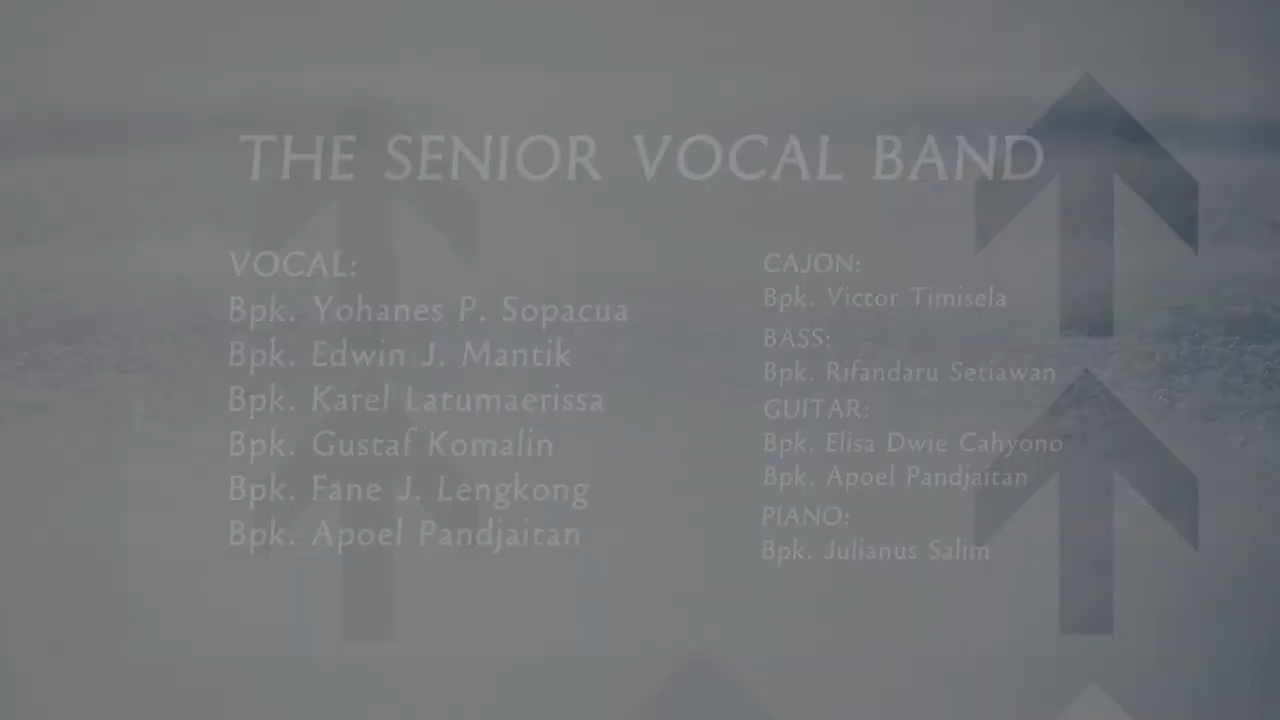 THE SENIOR VOCAL BAND
VOCAL:
Bpk. Yohanes P. Sopacua
Bpk. Edwin J. Mantik
Bpk. Karel Latumaerissa
Bpk. Gustaf Komalin
Bpk. Fane J. Lengkong
Bpk. Apoel Pandjaitan
CAJON:
Bpk. Victor Timisela
BASS:
Bpk. Rifandaru Setiawan
GUITAR:
Bpk. Elisa Dwie Cahyono
Bpk. Apoel Pandjaitan
PIANO:
Bpk. Julianus Salim